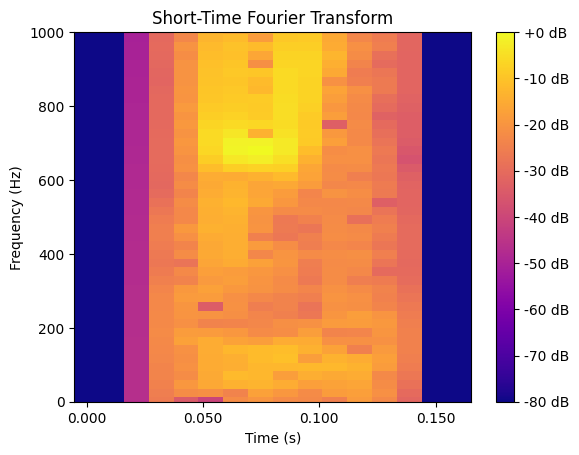 Short-Time Fourier Transform
Frequency (Hz)
1000
800
600
400
200
0
0.000
0.050
0.100
0.150
Time (s)
+0 dB
-10 dB
-20 dB
-30 dB
-40 dB
-50 dB
-60 dB
-70 dB
-80 dB